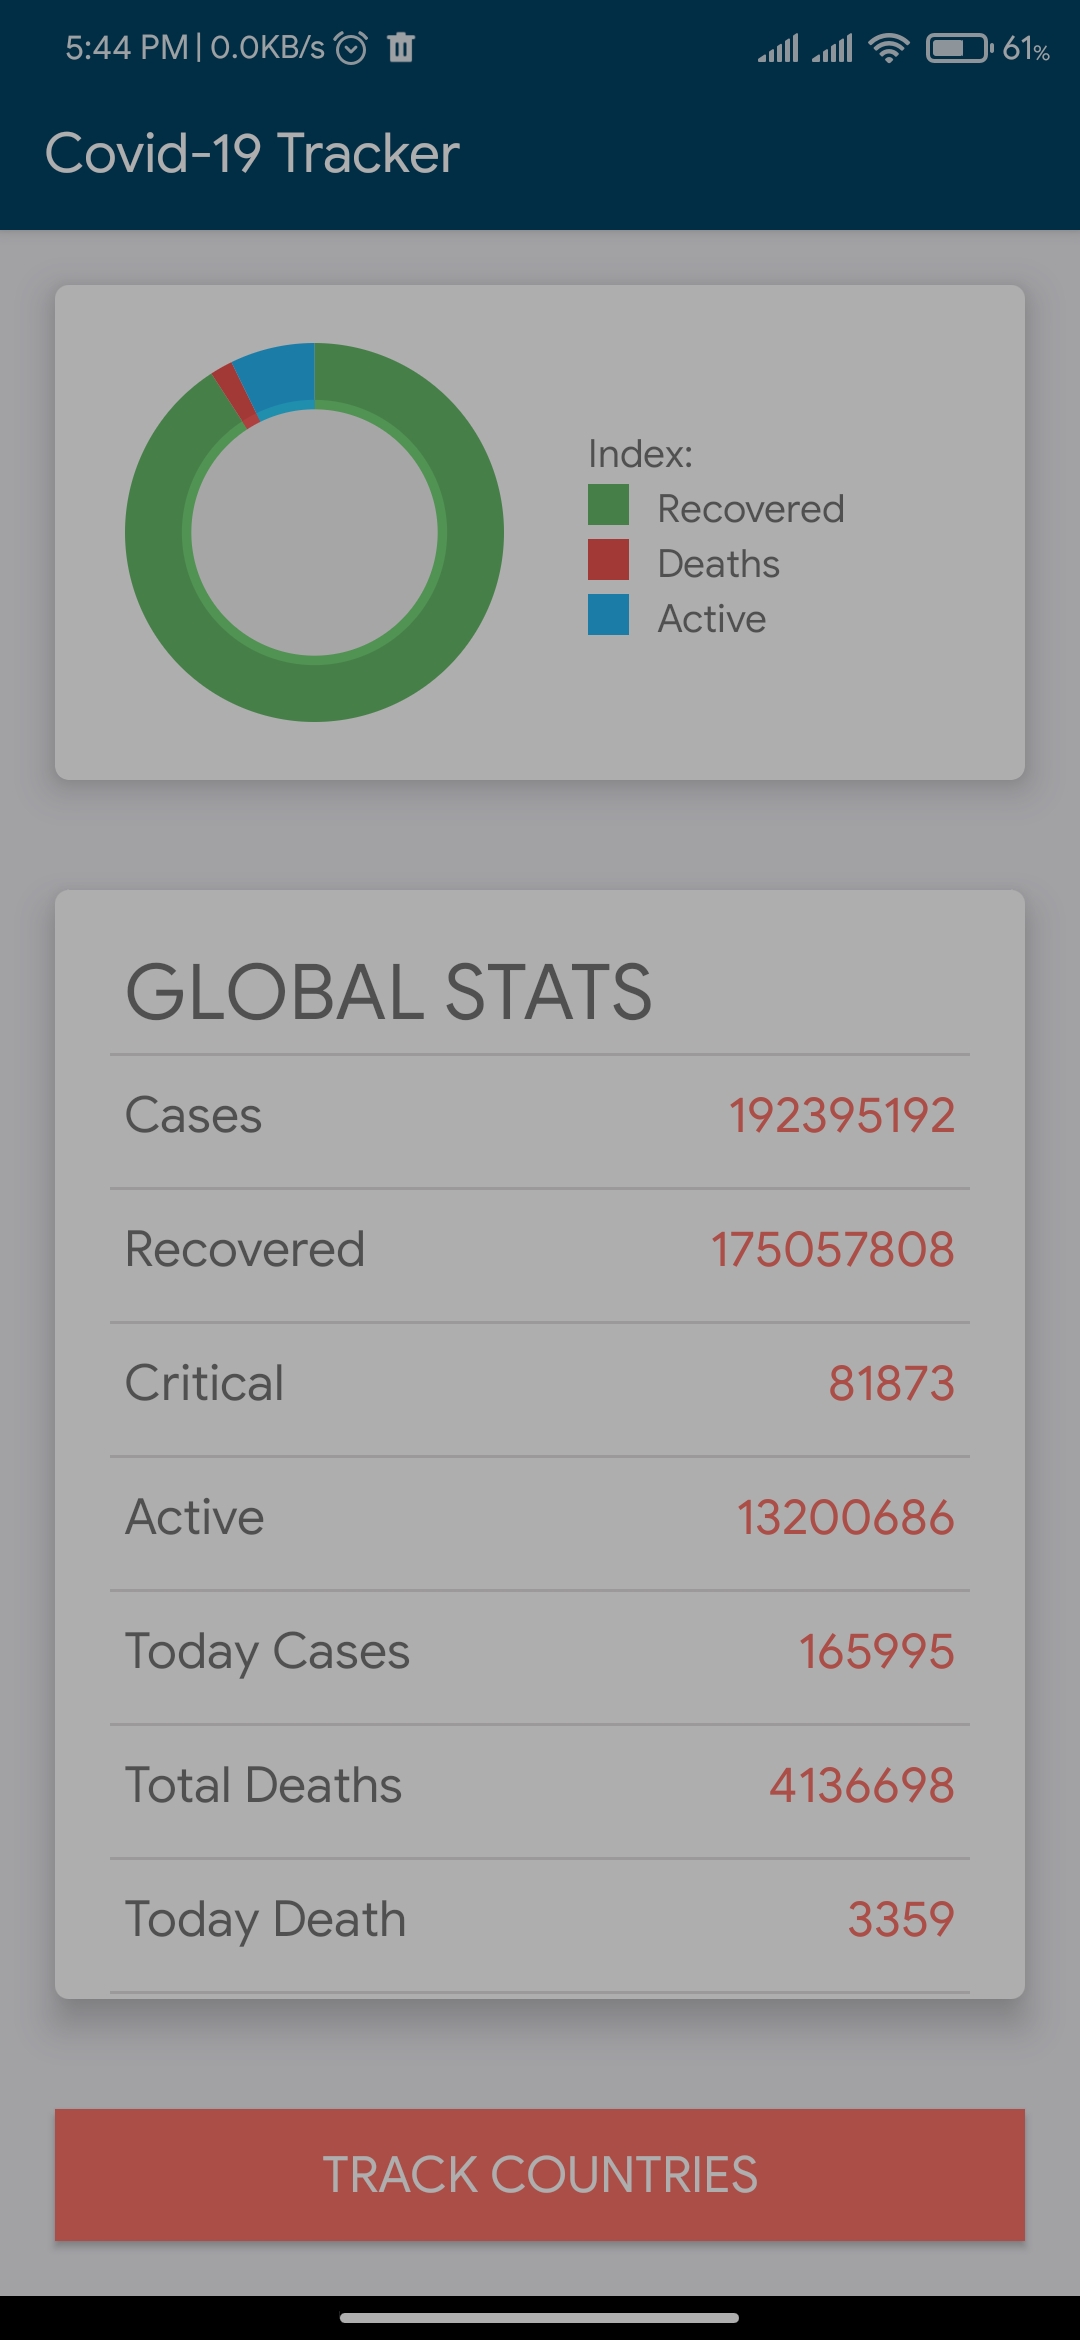 5:44 PM | 0.0KB/s 61%
Covid-19 Tracker
Index:
Recovered
Deaths
Active
GLOBAL STATS
Cases 192395192
Recovered 175057808
Critical 81873
Active 13200686
Today Cases 165995
Total Deaths 4136698
Today Death 3359
TRACK COUNTRIES